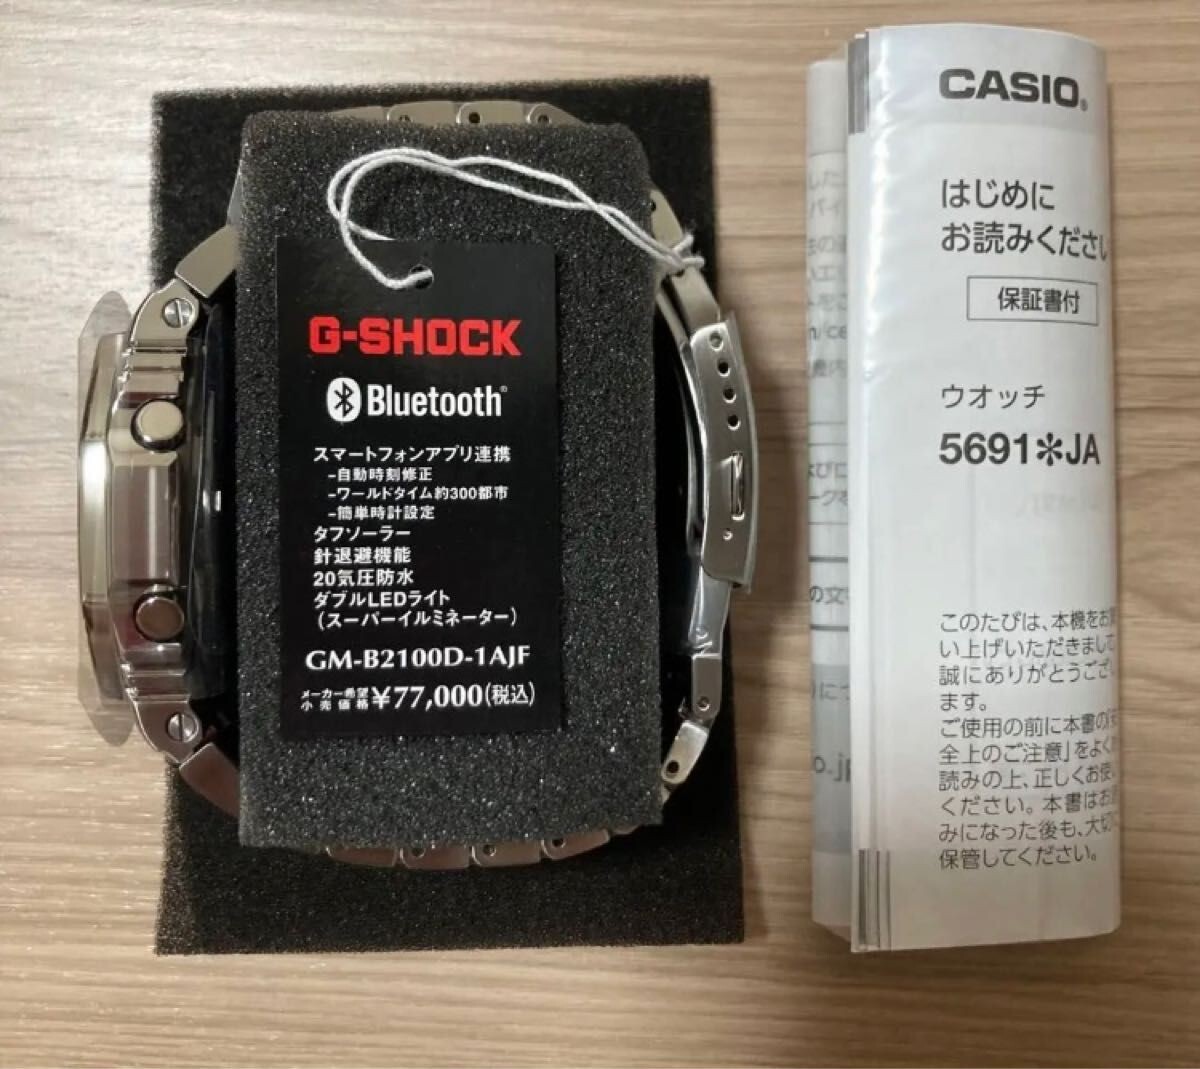 G-SHOCK
Bluetooth®
スマートフォンアプリ連携
-自動時刻修正
-ワールドタイム約300都市
-簡単時計設定
タフソーラー
針退避機能
20気圧防水
ダブルLEDライト
(スーパーイルミネーター)
GM-B2100D-1AJF
メーカー希望小売価格 ¥77,000(税込)
CASIO®
はじめに
お読みください
保証書付
ウオッチ
5691*JA
このたびは、本機をお買
い上げいただきまして
誠にありがとうござい
ます。
ご使用の前に本書の「安
全上のご注意」をよく
読みの上、正しくお使い
ください。本書はお読
みになった後も、大切
保管してください。